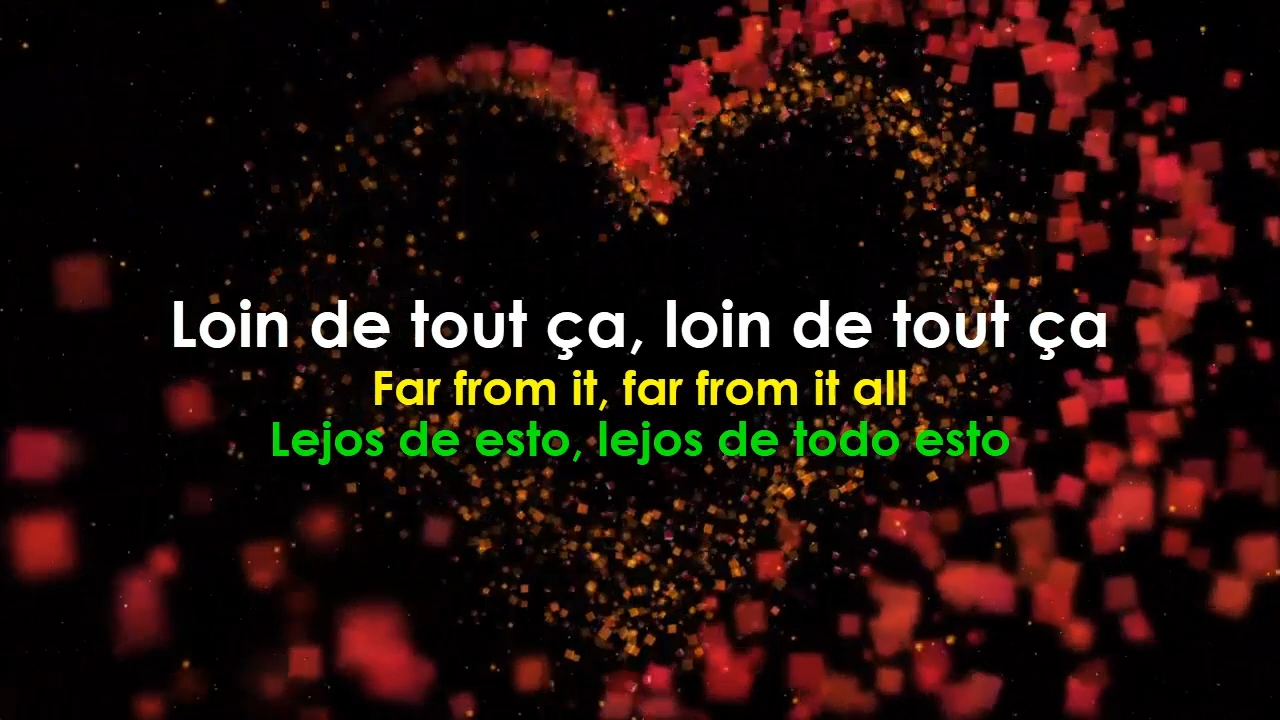 Loin de tout ça, loin de tout ça
Far from it, far from it all
Lejos de esto, lejos de todo esto